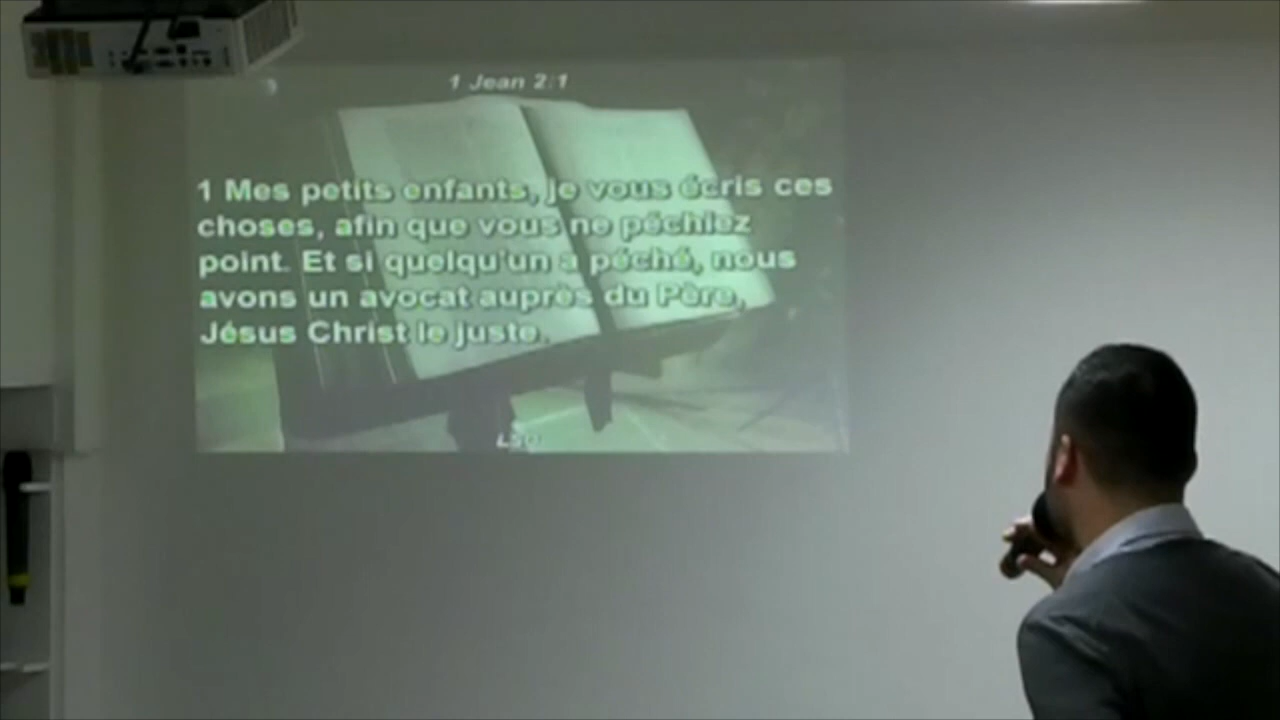 1 Jean 2:1
1 Mes petits enfants, je vous écris ces
choses, afin que vous ne péchiez
point. Et si quelqu'un a péché, nous
avons un avocat auprès du Père,
Jésus Christ le juste.